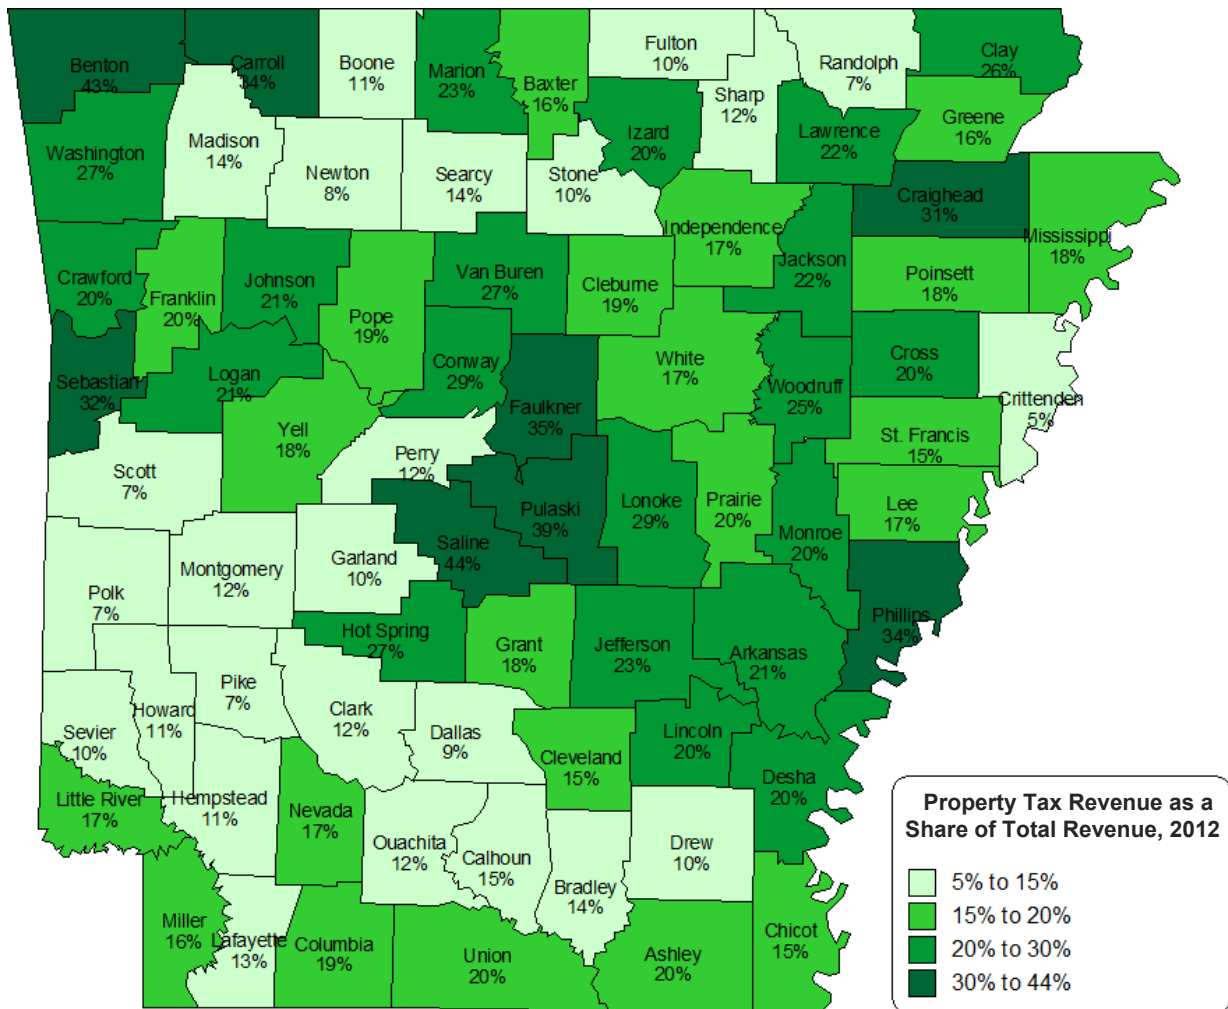 Benton
43%
Carroll
34%
Boone
11%
Marion
23%
Baxter
16%
Fulton
10%
Sharp
12%
Randolph
7%
Clay
26%
Greene
16%
Washington
27%
Madison
14%
Newton
8%
Searcy
14%
Stone
10%
Izard
20%
Lawrence
22%
Craighead
31%
Mississippi
18%
Independence
17%
Jackson
22%
Poinsett
18%
Crawford
20%
Franklin
20%
Johnson
21%
Pope
19%
Van Buren
27%
Cleburne
19%
White
17%
Woodruff
25%
Cross
20%
Crittenden
5%
Sebastian
32%
Logan
21%
Conway
29%
Faulkner
35%
Yell
18%
Perry
12%
St. Francis
15%
Scott
7%
Pulaski
39%
Lonoke
29%
Prairie
20%
Monroe
20%
Lee
17%
Saline
44%
Garland
10%
Montgomery
12%
Polk
7%
Phillips
34%
Hot Spring
27%
Grant
18%
Jefferson
23%
Arkansas
21%
Pike
7%
Howard
11%
Clark
12%
Dallas
9%
Sevier
10%
Cleveland
15%
Lincoln
20%
Desha
20%
Little River
17%
Hempstead
11%
Nevada
17%
Ouachita
12%
Calhoun
15%
Bradley
14%
Drew
10%
Miller
16%
Lafayette
13%
Columbia
19%
Union
20%
Ashley
20%
Chicot
15%
Property Tax Revenue as a
Share of Total Revenue, 2012
5% to 15%
15% to 20%
20% to 30%
30% to 44%